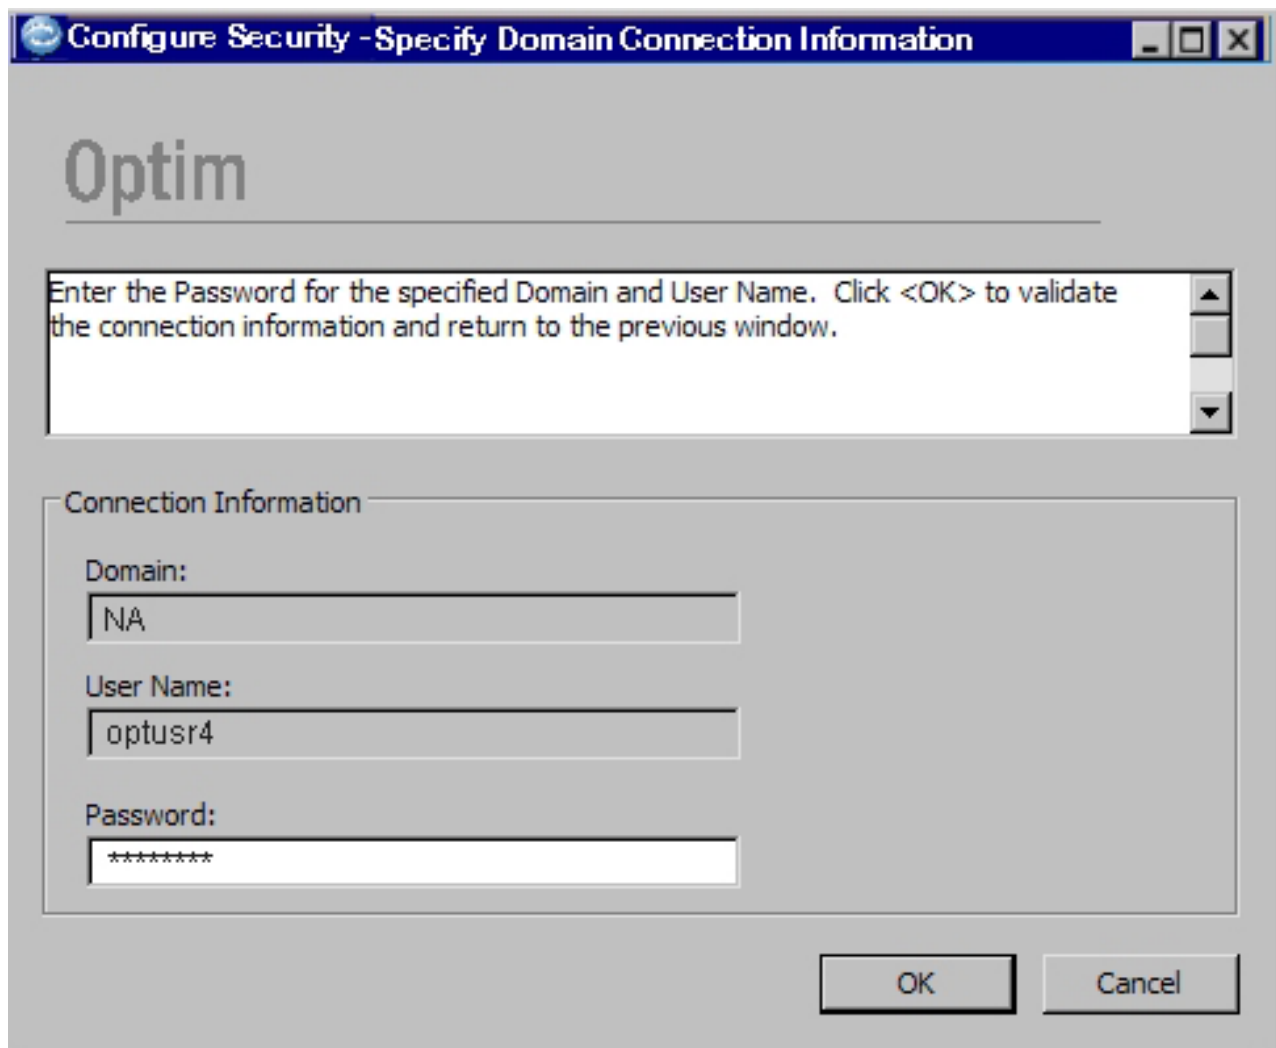 Configure Security - Specify Domain Connection Information
Optim
Enter the Password for the specified Domain and User Name.  Click <OK> to validate
the connection information and return to the previous window.
Connection Information
Domain:
NA
User Name:
optusr4
Password:
********
OK
Cancel